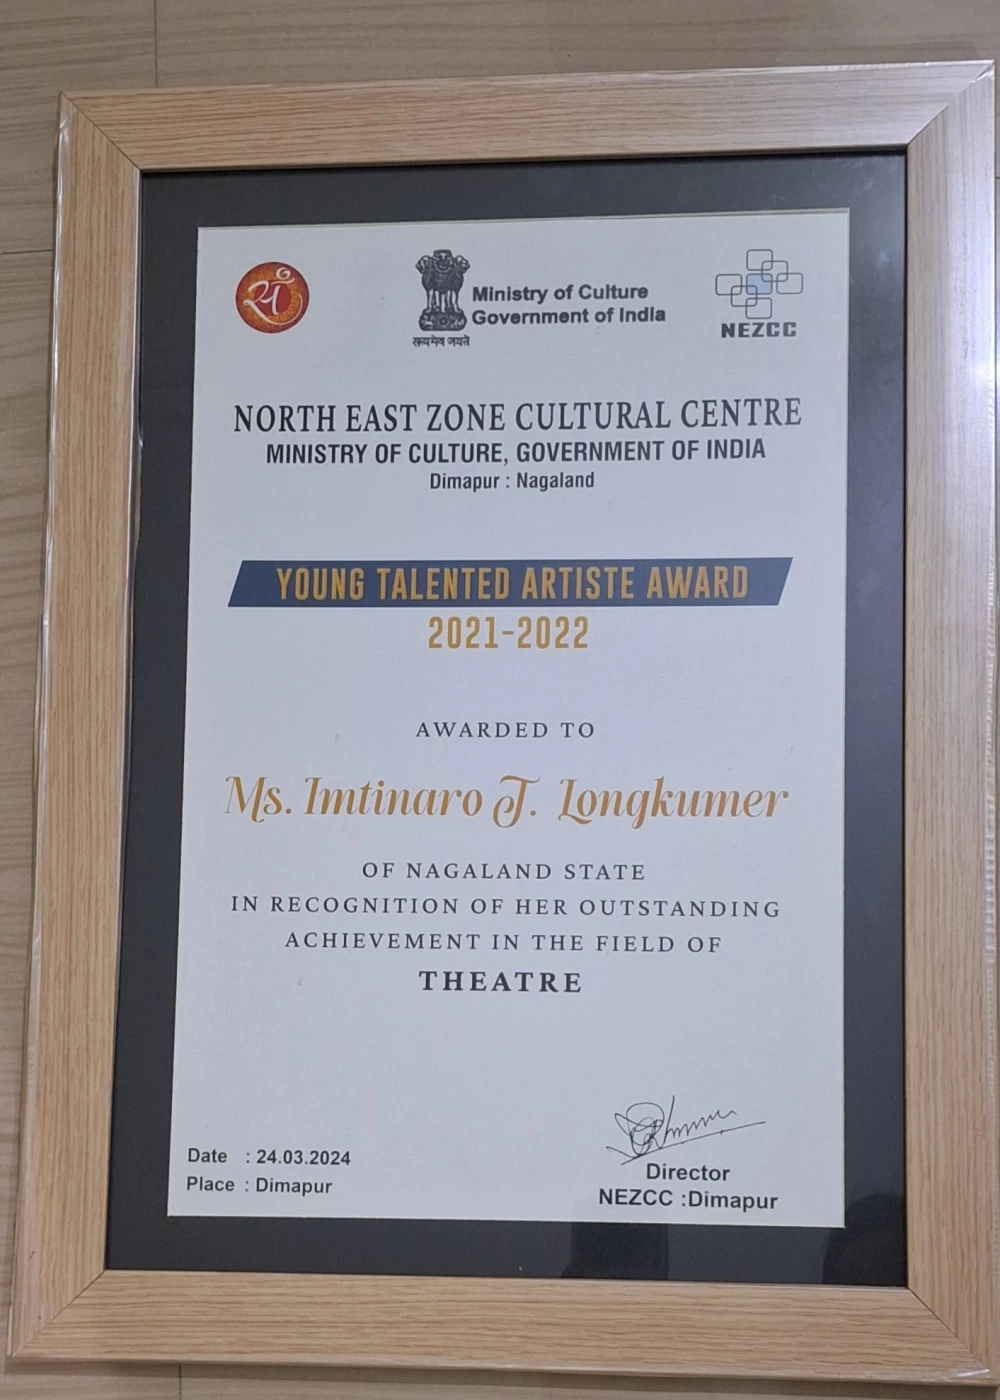 सं
Ministry of Culture
Government of India
सत्यमेव जयते
NEZCC
NORTH EAST ZONE CULTURAL CENTRE
MINISTRY OF CULTURE, GOVERNMENT OF INDIA
Dimapur : Nagaland
YOUNG TALENTED ARTISTE AWARD
2021-2022
AWARDED TO
Ms. Imtinaro T. Longkumer
OF NAGALAND STATE
IN RECOGNITION OF HER OUTSTANDING
ACHIEVEMENT IN THE FIELD OF
THEATRE
Date : 24.03.2024
Place : Dimapur
Director
NEZCC :Dimapur